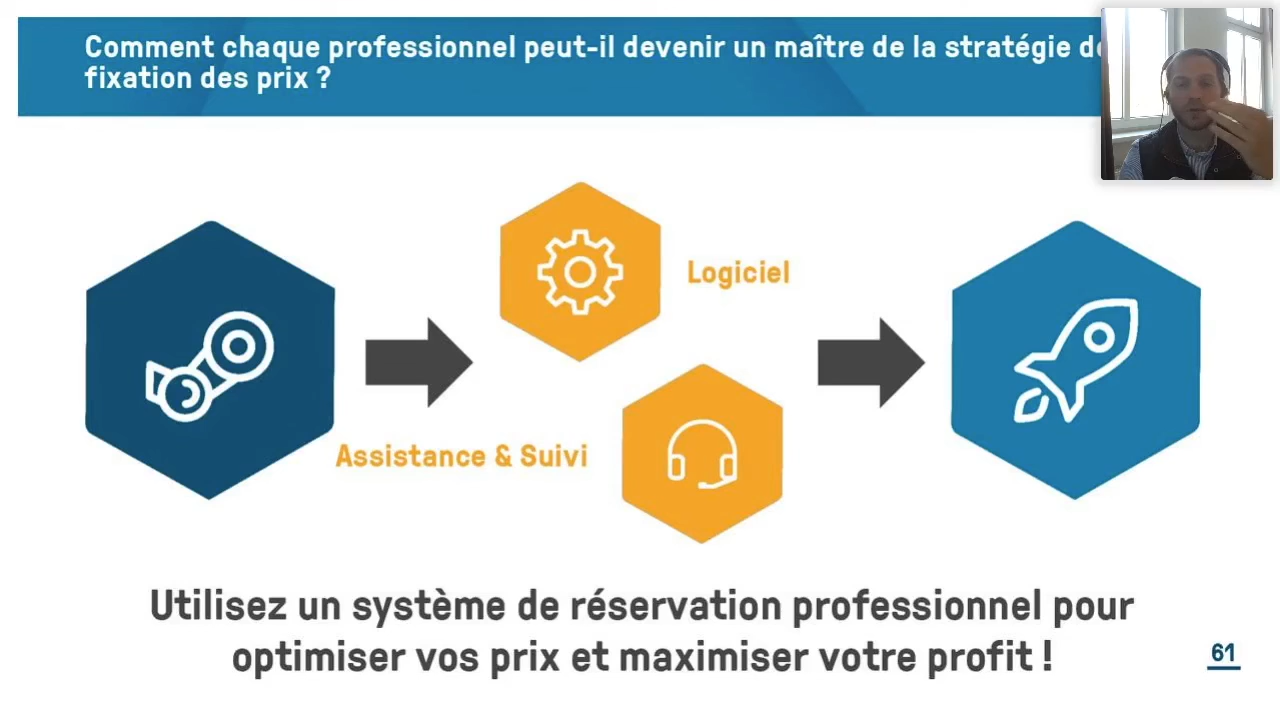 Comment chaque professionnel peut-il devenir un maître de la stratégie
fixation des prix ?
Logiciel
Assistance & Suivi
Utilisez un système de réservation professionnel pour
optimiser vos prix et maximiser votre profit !
61